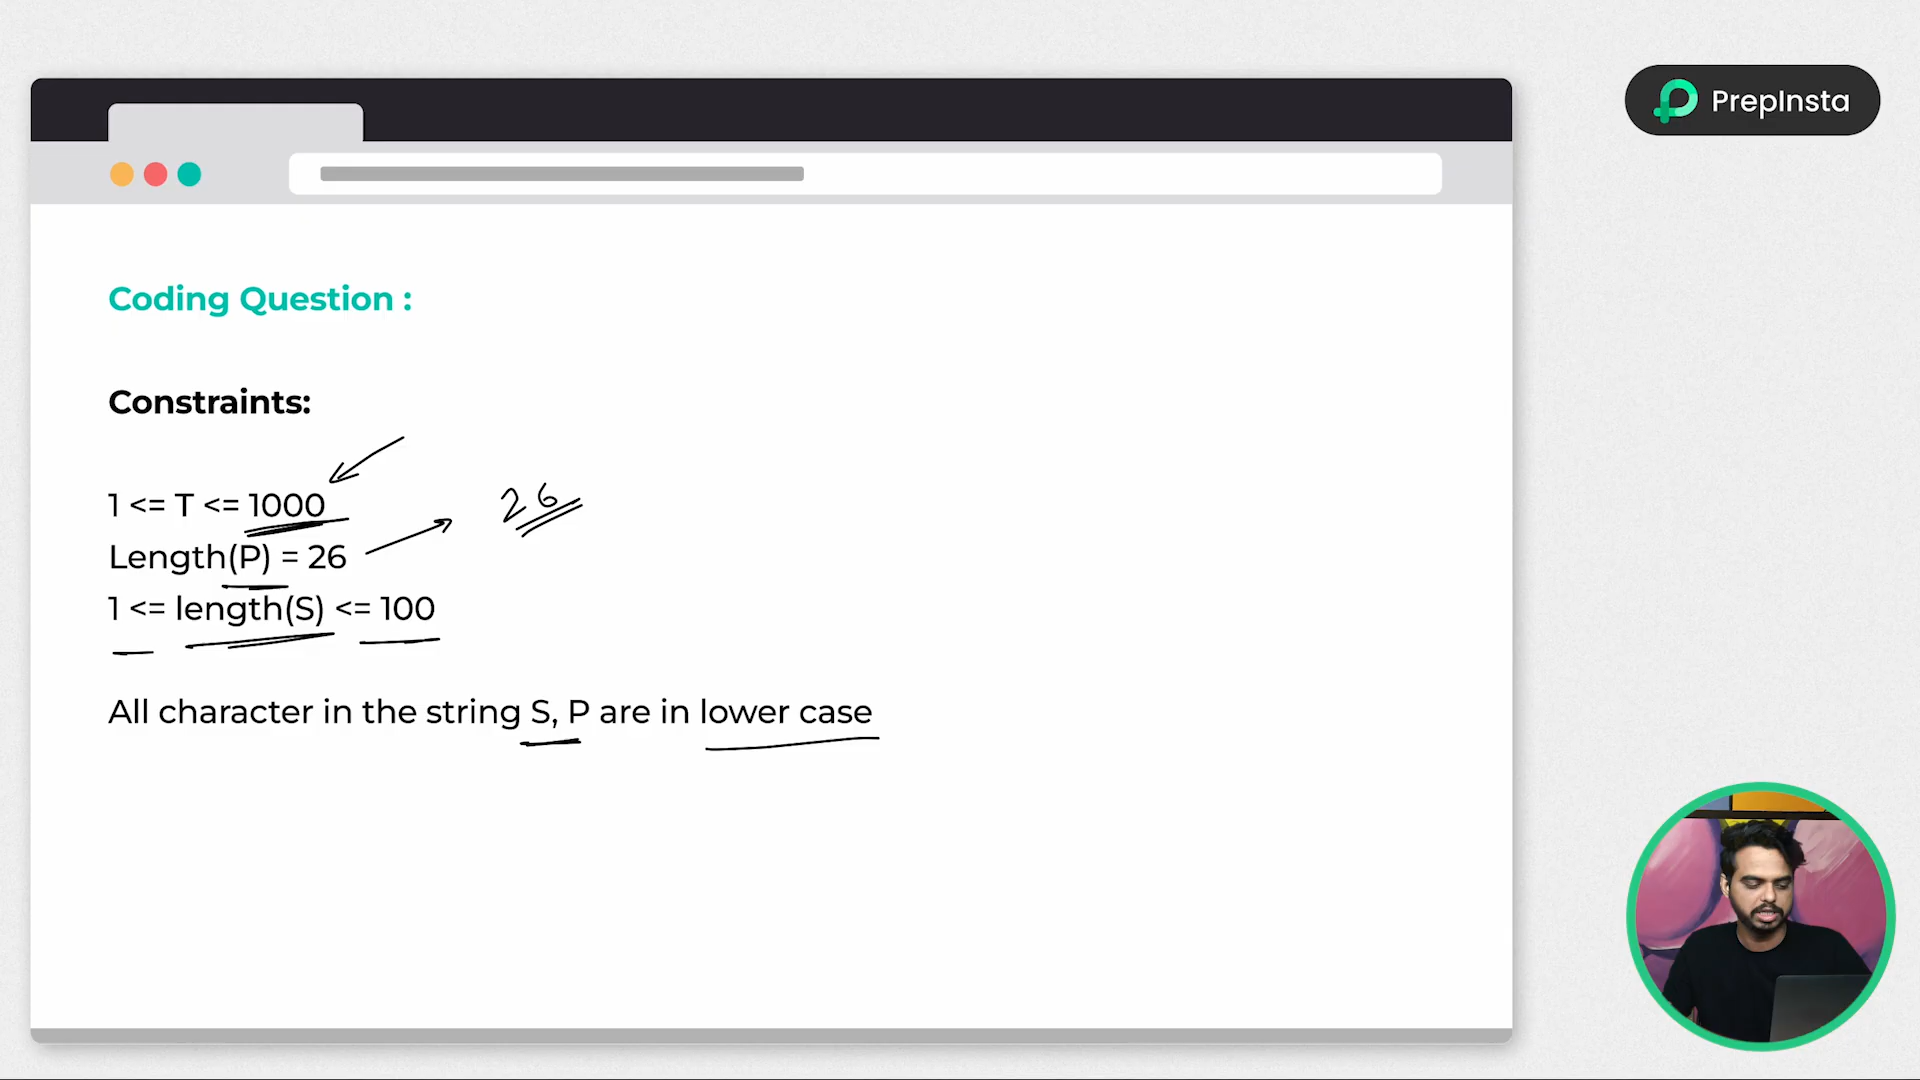 PrepInsta
Coding Question :
Constraints:
1 <= T <= 1000
26
Length(P) = 26
1 <= length(S) <= 100
All character in the string S, P are in lower case